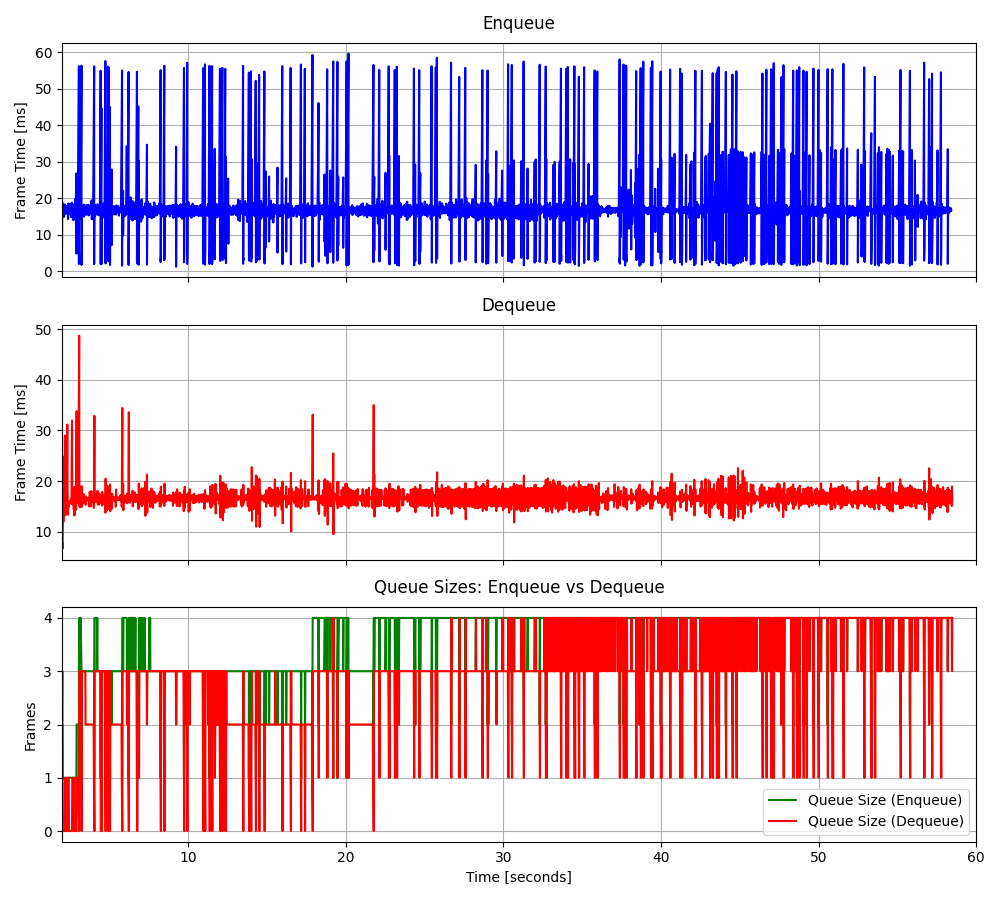 Enqueue
Frame Time [ms]
60
50
40
30
20
10
0
Dequeue
Frame Time [ms]
50
40
30
20
10
Queue Sizes: Enqueue vs Dequeue
Frames
4
3
2
1
0
Queue Size (Enqueue)
Queue Size (Dequeue)
10 20 30 40 50 60
Time [seconds]